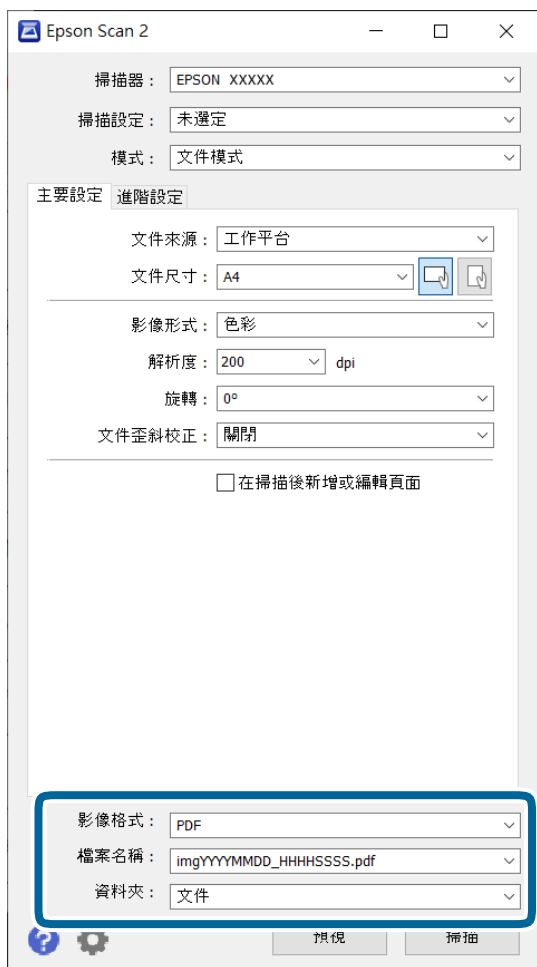 Epson Scan 2
掃描器： EPSON XXXXX
掃描設定： 未選定
模式： 文件模式
主要設定 進階設定
文件來源： 工作平台
文件尺寸： A4
影像形式： 色彩
解析度： 200 dpi
旋轉： 0°
文件歪斜校正： 關閉
在掃描後新增或編輯頁面
影像格式： PDF
檔案名稱： imgYYYYMMDD_HHHHSSSS.pdf
資料夾： 文件
預視 掃描